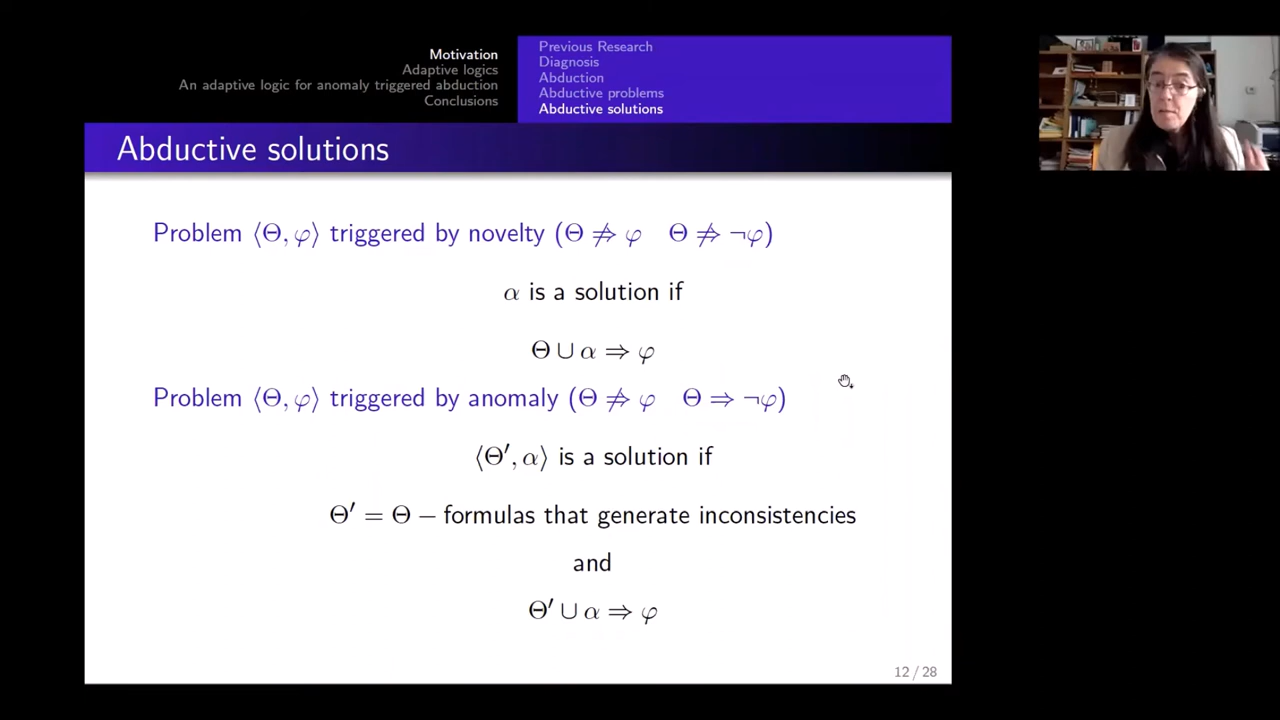 Motivation
Adaptive logics
An adaptive logic for anomaly triggered abduction
Conclusions
Previous Research
Diagnosis
Abduction
Abductive problems
Abductive solutions
Abductive solutions
Problem ⟨Θ, φ⟩ triggered by novelty (Θ ⇏ φ Θ ⇏ ¬φ)
α is a solution if
Θ ∪ α ⇒ φ
Problem ⟨Θ, φ⟩ triggered by anomaly (Θ ⇏ φ Θ ⇒ ¬φ)
⟨Θ′, α⟩ is a solution if
Θ′ = Θ − formulas that generate inconsistencies
and
Θ′ ∪ α ⇒ φ
12 / 28